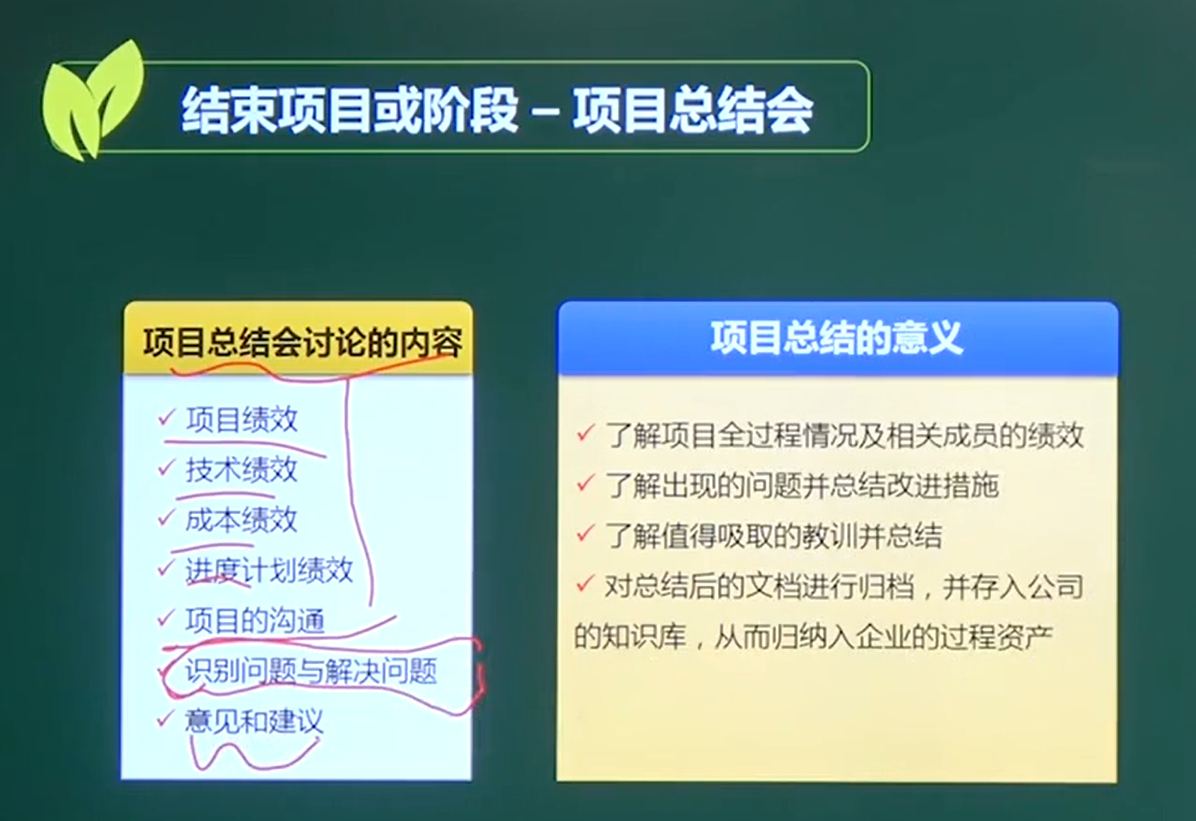 结束项目或阶段 – 项目总结会
项目总结会讨论的内容
✓ 项目绩效
✓ 技术绩效
✓ 成本绩效
✓ 进度计划绩效
✓ 项目的沟通
✓ 识别问题与解决问题
✓ 意见和建议
项目总结的意义
✓ 了解项目全过程情况及相关成员的绩效
✓ 了解出现的问题并总结改进措施
✓ 了解值得吸取的教训并总结
✓ 对总结后的文档进行归档，并存入公司
的知识库，从而归纳入企业的过程资产